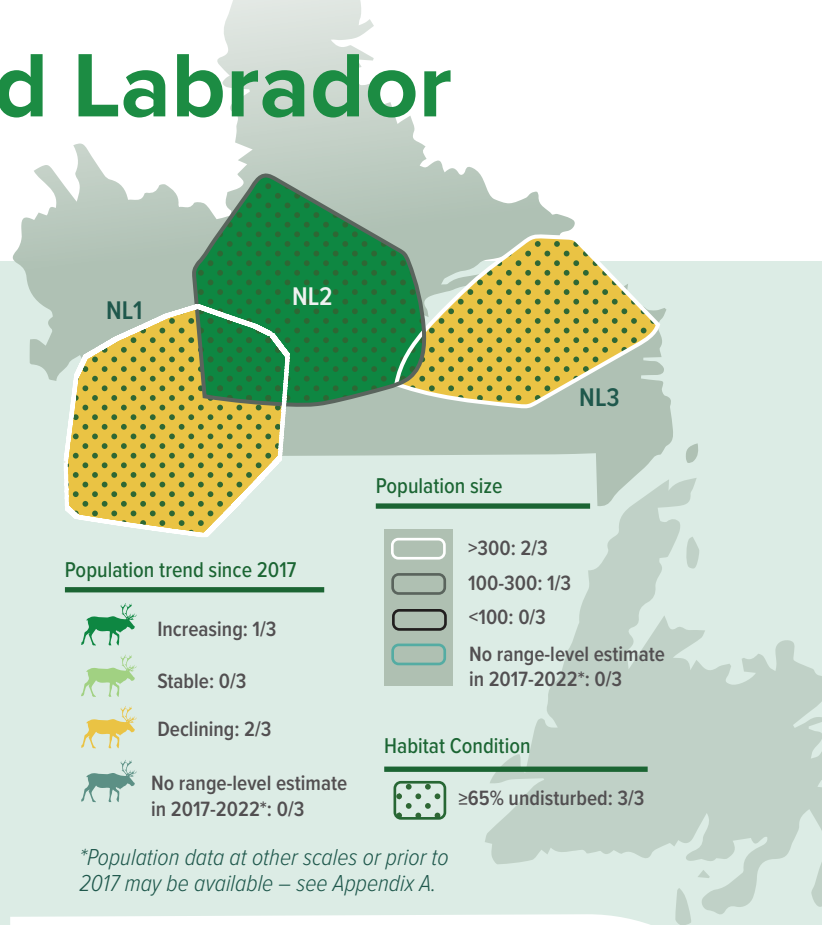 d Labrador
NL1
NL2
NL3
Population size
>300: 2/3
100-300: 1/3
<100: 0/3
No range-level estimate
in 2017-2022*: 0/3
Population trend since 2017
Increasing: 1/3
Stable: 0/3
Declining: 2/3
No range-level estimate
in 2017-2022*: 0/3
Habitat Condition
≥65% undisturbed: 3/3
*Population data at other scales or prior to
2017 may be available – see Appendix A.